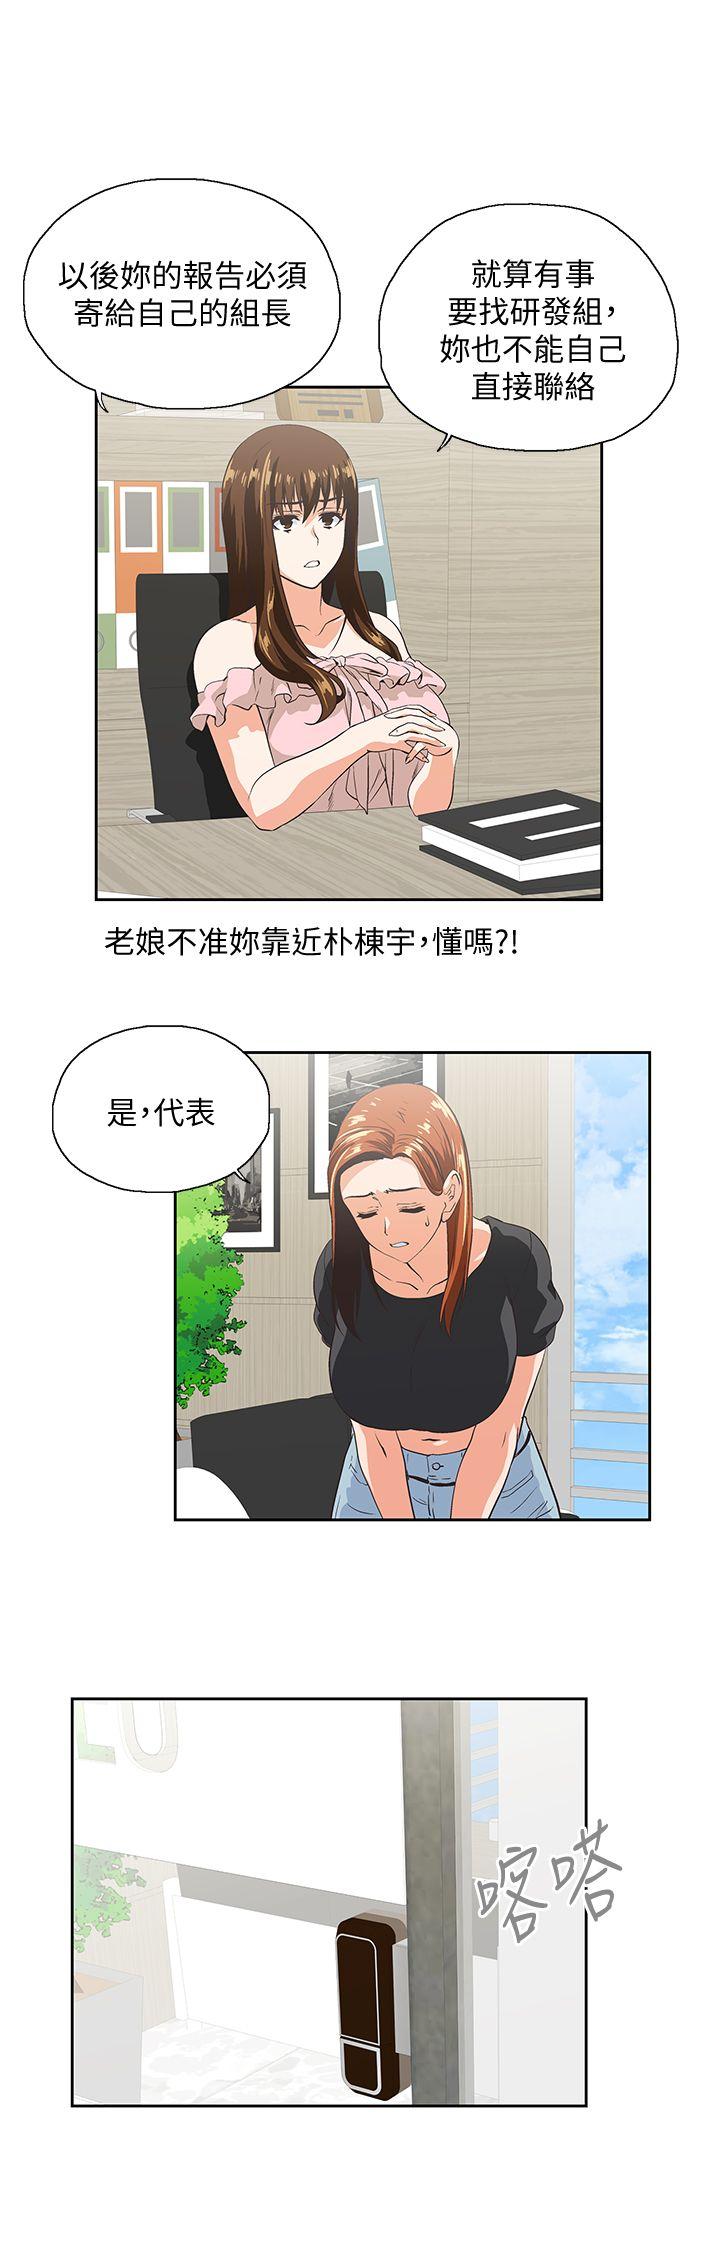 以後妳的報告必須
寄給自己的組長
就算有事
要找研發組,
妳也不能自己
直接聯絡
老娘不准妳靠近朴棟宇,懂嗎?!
是,代表
LU
喀嗒